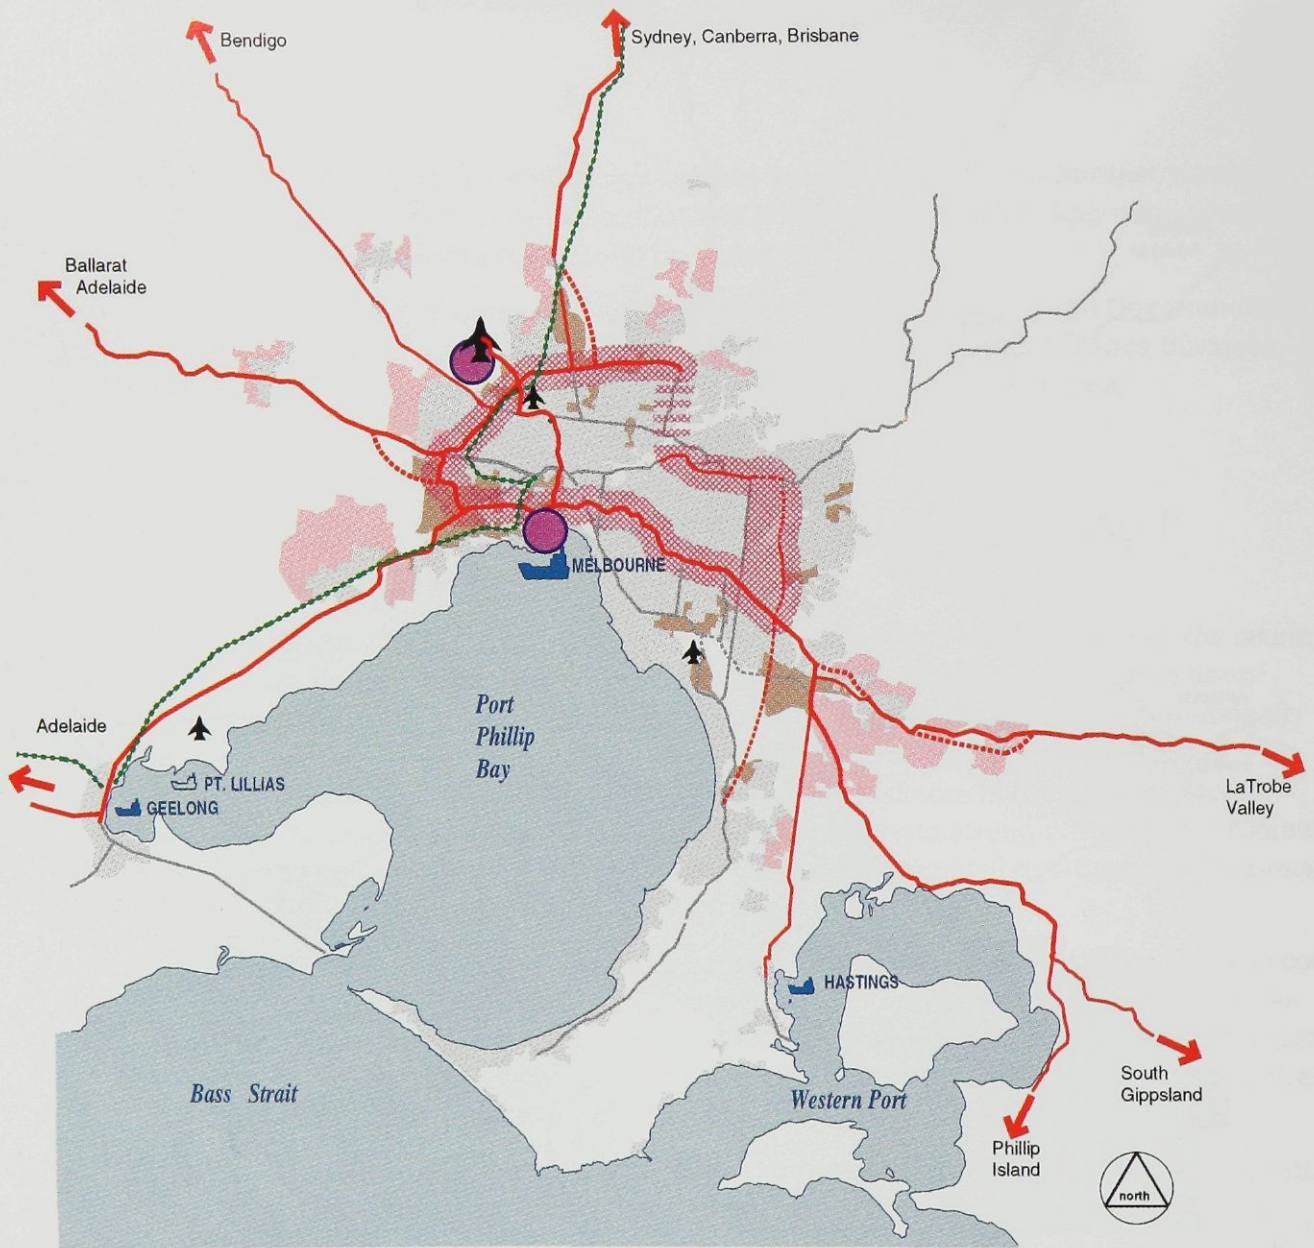 Bendigo
Sydney, Canberra, Brisbane
Ballarat
Adelaide
MELBOURNE
Port
Phillip
Bay
Adelaide
PT. LILLIAS
GEELONG
LaTrobe
Valley
HASTINGS
Bass Strait
Western Port
South
Gippsland
Phillip
Island
north